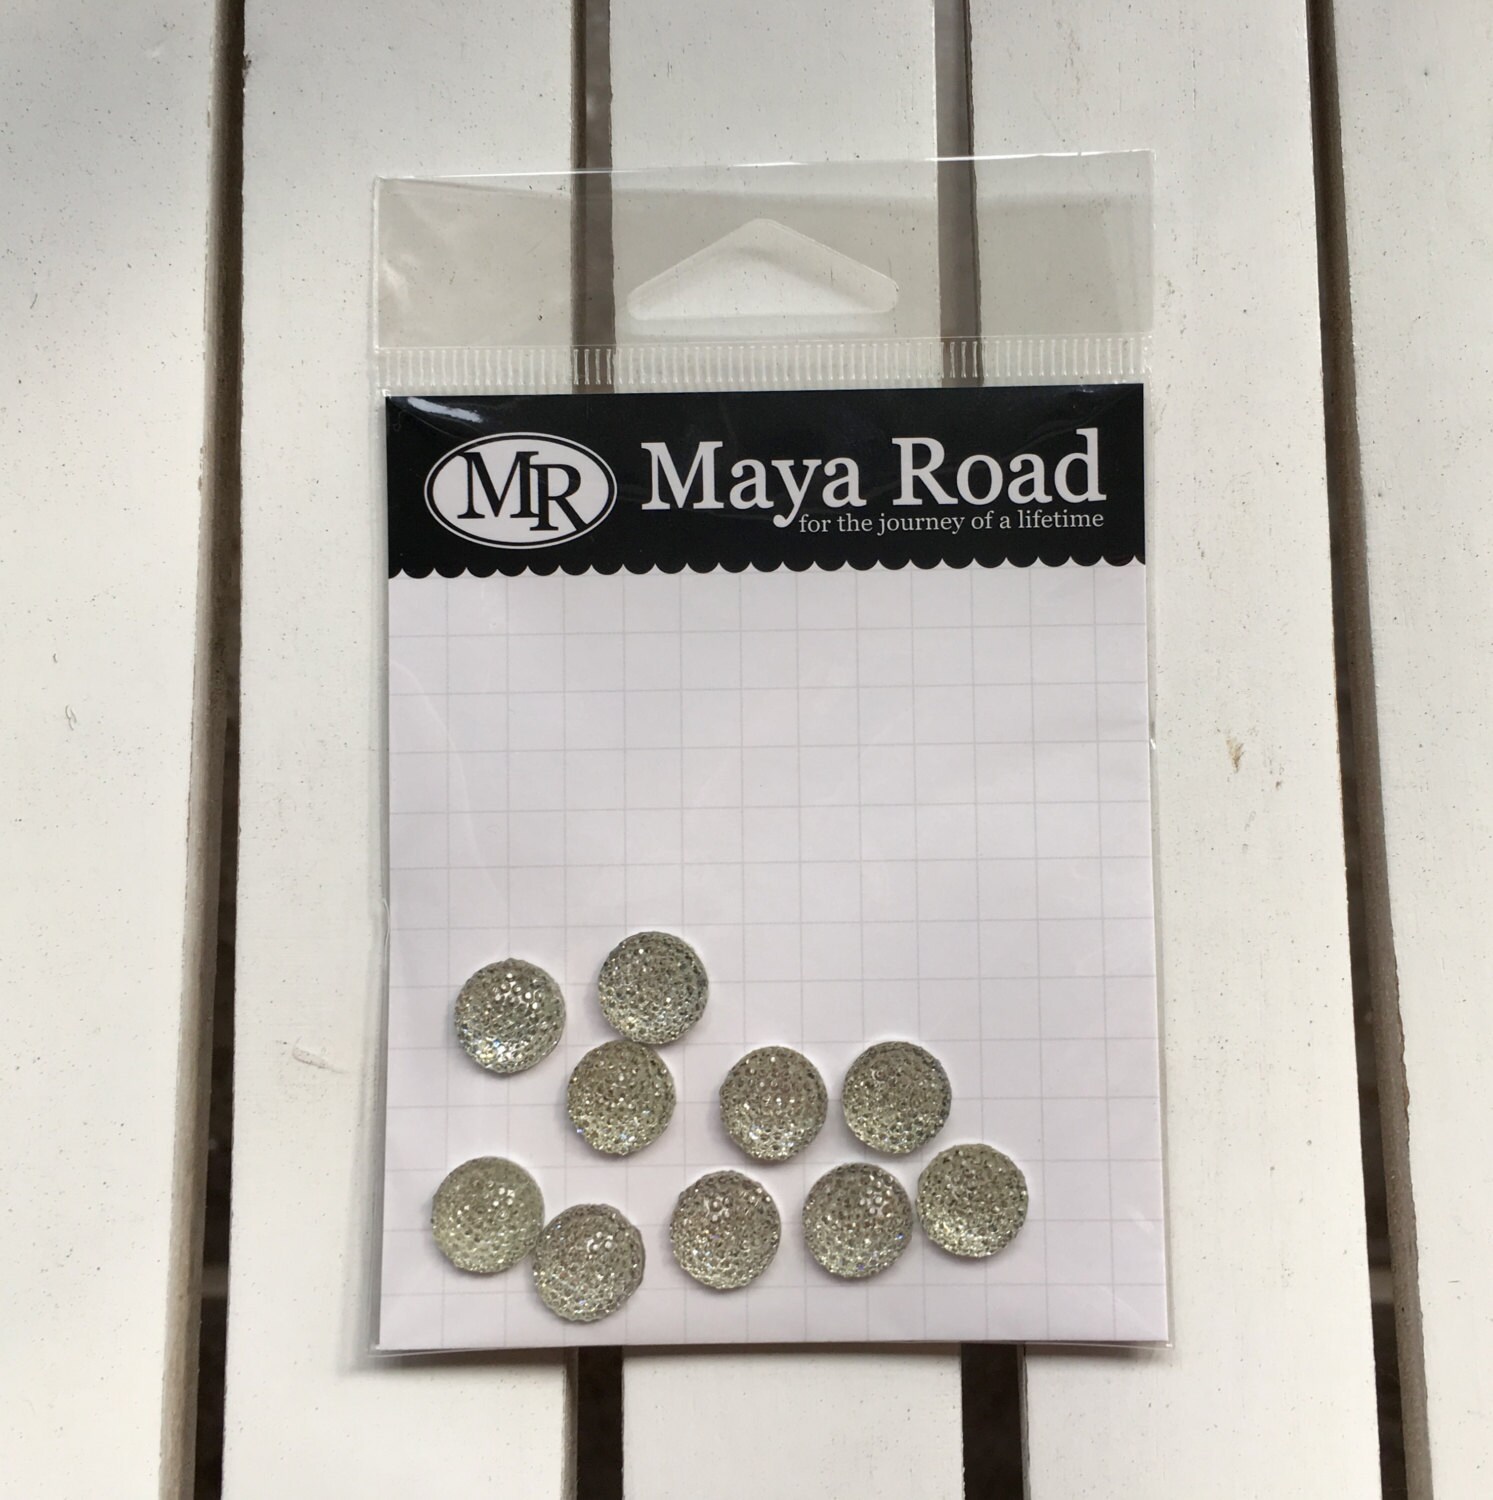 MR Maya Road
for the journey of a lifetime